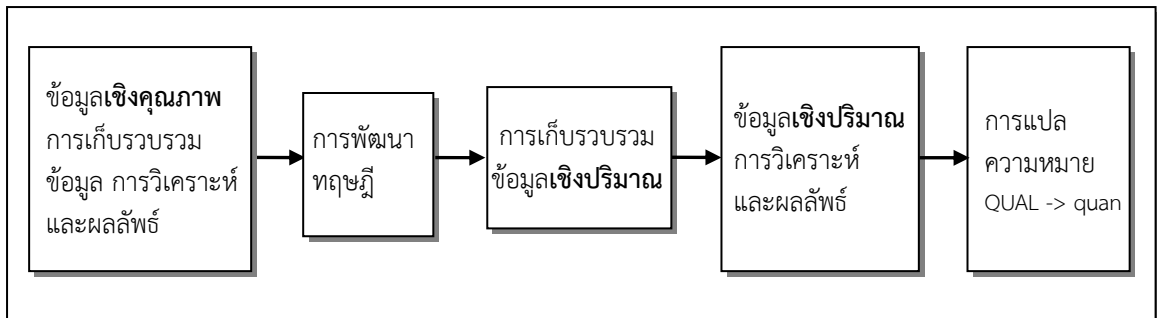 ข้อมูลเชิงคุณภาพ
การเก็บรวบรวม
ข้อมูล การวิเคราะห์
และผลลัพธ์
การพัฒนา
ทฤษฎี
การเก็บรวบรวม
ข้อมูลเชิงปริมาณ
ข้อมูลเชิงปริมาณ
การวิเคราะห์
และผลลัพธ์
การแปล
ความหมาย
QUAL -> quan